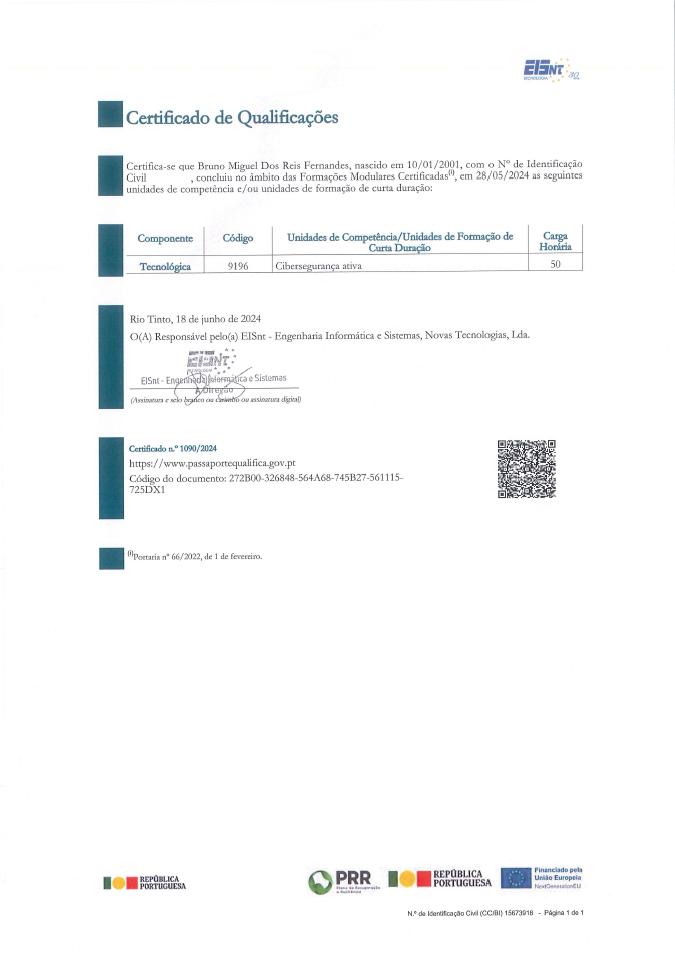 EISNT
TECNOLOGIA
Certificado de Qualificações
Certifica-se que Bruno Miguel Dos Reis Fernandes, nascido em 10/01/2001, com o Nº de Identificação
Civil , concluiu no âmbito das Formações Modulares Certificadas(i), em 28/05/2024 as seguintes
unidades de competência e/ou unidades de formação de curta duração:
Componente Código Unidades de Competência/Unidades de Formação de Curta Duração Carga Horária
Tecnológica 9196 Cibersegurança ativa 50
Rio Tinto, 18 de junho de 2024
O(A) Responsável pelo(a) EISnt - Engenharia Informática e Sistemas, Novas Tecnologias, Lda.
EISNT
EISnt - Engenharia Informática e Sistemas
A Direção
(Assinatura e selo branco ou carimbo ou assinatura digital)
Certificado n.º 1090/2024
https://www.passaportequalifica.gov.pt
Código do documento: 272B00-326848-564A68-745B27-561115-
725DX1
(i)Portaria nº 66/2022, de 1 de fevereiro.
REPÚBLICA
PORTUGUESA
PRR
Plano de Recuperação
e Resiliência
REPÚBLICA
PORTUGUESA
Financiado pela
União Europeia
NextGenerationEU
N.º de Identificação Civil (CC/BI) 15673918 - Página 1 de 1